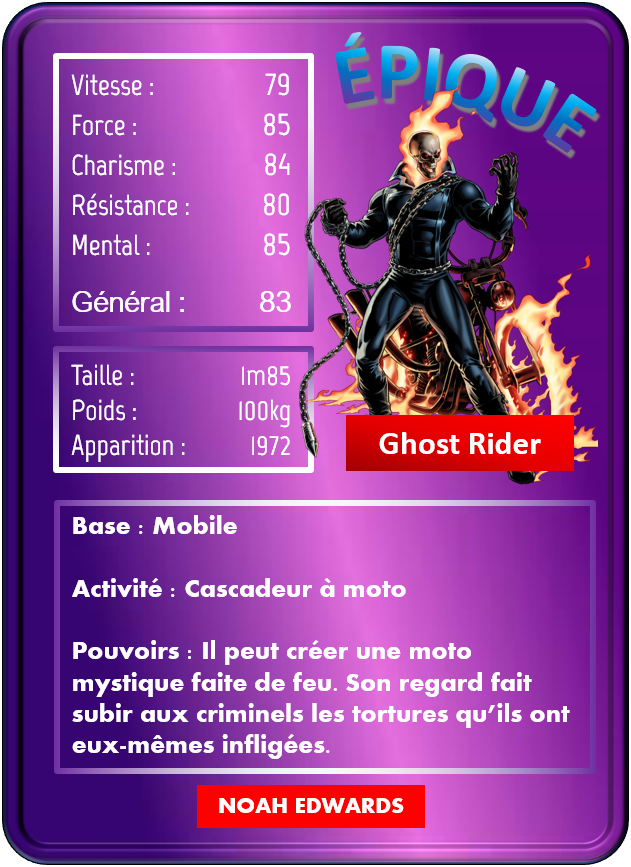 ÉPIQUE
Vitesse : 79
Force : 85
Charisme : 84
Résistance : 80
Mental : 85
Général : 83
Taille : 1m85
Poids : 100kg
Apparition : 1972
Ghost Rider
Base : Mobile
Activité : Cascadeur à moto
Pouvoirs : Il peut créer une moto
mystique faite de feu. Son regard fait
subir aux criminels les tortures qu’ils ont
eux-mêmes infligées.
NOAH EDWARDS